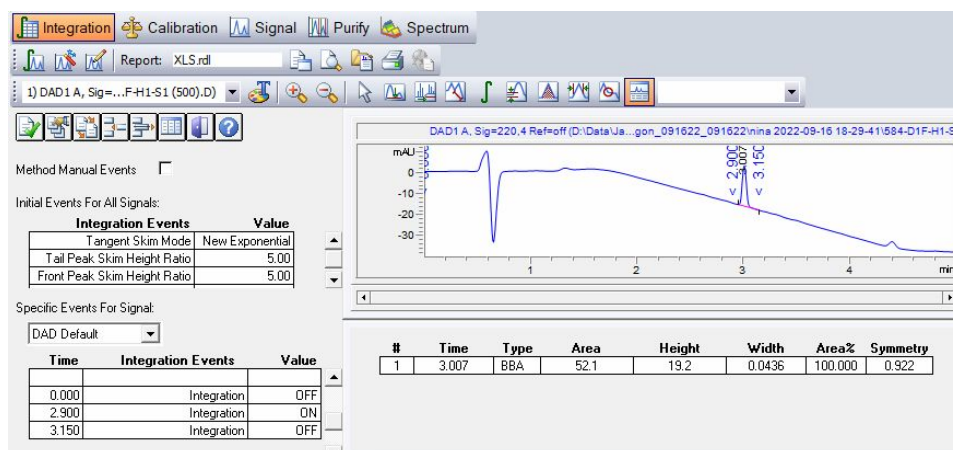 Integration Calibration Signal Purify Spectrum
Report: XLS.rdl
1) DAD1 A, Sig=...F-H1-S1 (500).D)
Method Manual Events
Initial Events For All Signals:
Integration Events Value
Tangent Skim Mode New Exponential
Tail Peak Skim Height Ratio 5.00
Front Peak Skim Height Ratio 5.00
Specific Events For Signal:
DAD Default
Time Integration Events Value
0.000 Integration OFF
2.900 Integration ON
3.150 Integration OFF
DAD1 A, Sig=220,4 Ref=off (D:\Data\Ja...gon_091622_091622\nina 2022-09-16 18-29-41\584-D1F-H1-S
mAU
0
-10
-20
-30
< 2.900
3.007
< 3.150
1 2 3 4 min
# Time Type Area Height Width Area% Symmetry
1 3.007 BBA 52.1 19.2 0.0436 100.000 0.922